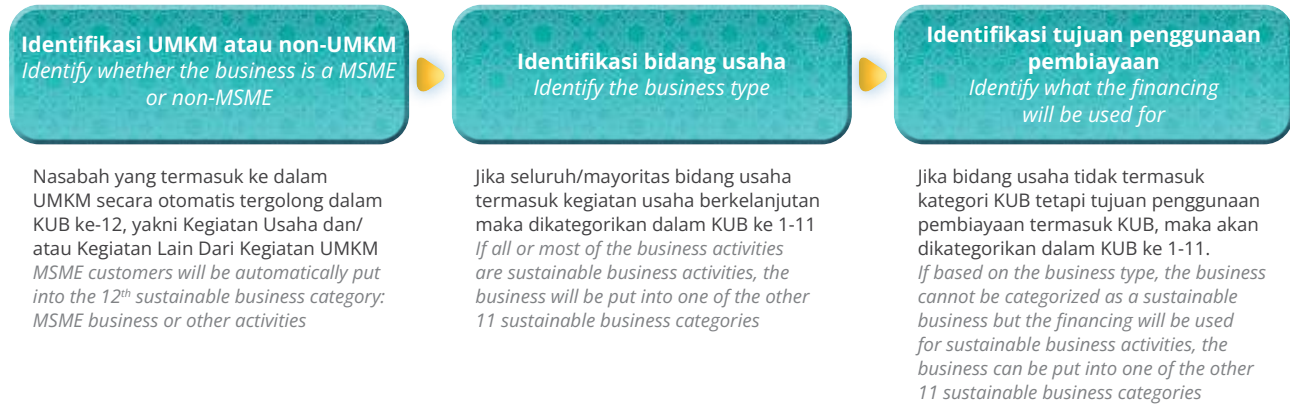 Identifikasi UMKM atau non-UMKM
Identify whether the business is a MSME
or non-MSME
Nasabah yang termasuk ke dalam
UMKM secara otomatis tergolong dalam
KUB ke-12, yakni Kegiatan Usaha dan/
atau Kegiatan Lain Dari Kegiatan UMKM
MSME customers will be automatically put
into the 12th sustainable business category:
MSME business or other activities
Identifikasi bidang usaha
Identify the business type
Jika seluruh/mayoritas bidang usaha
termasuk kegiatan usaha berkelanjutan
maka dikategorikan dalam KUB ke 1-11
If all or most of the business activities
are sustainable business activities, the
business will be put into one of the other
11 sustainable business categories
Identifikasi tujuan penggunaan
pembiayaan
Identify what the financing
will be used for
Jika bidang usaha tidak termasuk
kategori KUB tetapi tujuan penggunaan
pembiayaan termasuk KUB, maka akan
dikategorikan dalam KUB ke 1-11.
If based on the business type, the business
cannot be categorized as a sustainable
business but the financing will be used
for sustainable business activities, the
business can be put into one of the other
11 sustainable business categories